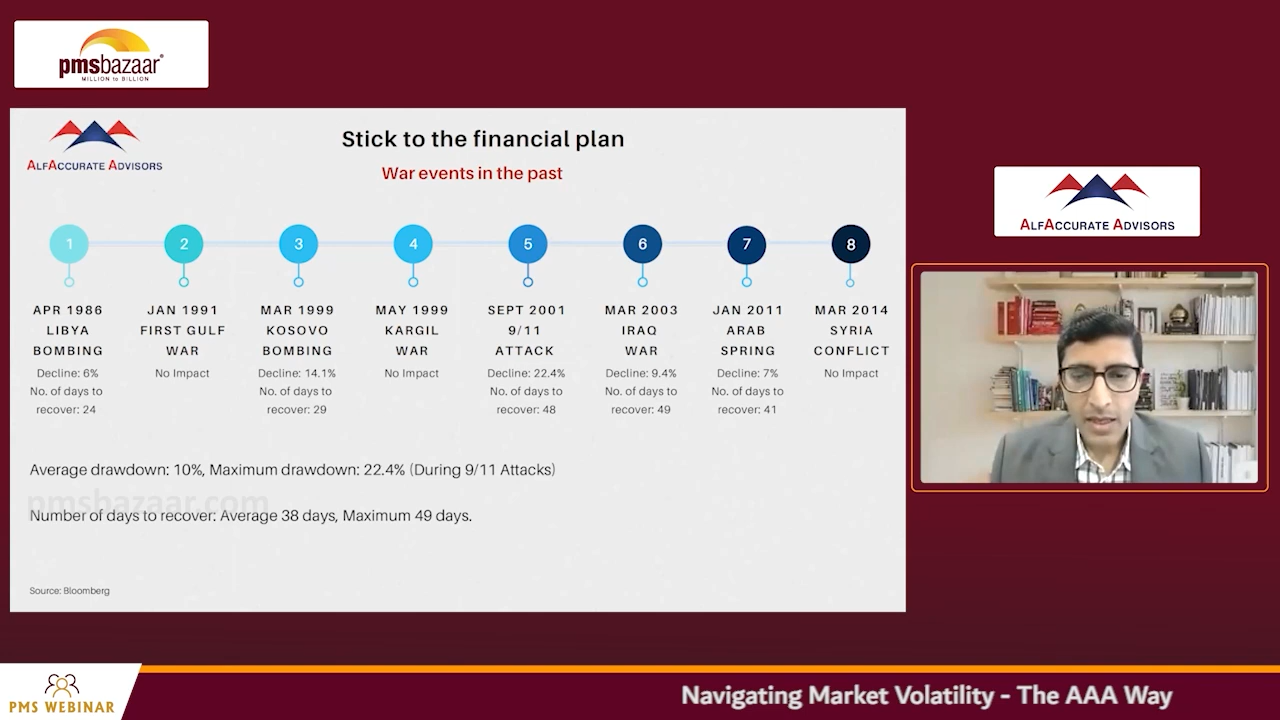 pmsbazaar
MILLION to BILLION
ALFACCURATE ADVISORS
Stick to the financial plan
War events in the past
1
2
3
4
5
6
7
8
APR 1986
LIBYA
BOMBING
Decline: 6%
No. of days to
recover: 24
JAN 1991
FIRST GULF
WAR
No Impact
MAR 1999
KOSOVO
BOMBING
Decline: 14.1%
No. of days to
recover: 29
MAY 1999
KARGIL
WAR
No Impact
SEPT 2001
9/11
ATTACK
Decline: 22.4%
No. of days to
recover: 48
MAR 2003
IRAQ
WAR
Decline: 9.4%
No. of days to
recover: 49
JAN 2011
ARAB
SPRING
Decline: 7%
No. of days to
recover: 41
MAR 2014
SYRIA
CONFLICT
No Impact
Average drawdown: 10%, Maximum drawdown: 22.4% (During 9/11 Attacks)
pmsbazaar.com
Number of days to recover: Average 38 days, Maximum 49 days.
Source: Bloomberg
ALFACCURATE ADVISORS
PMS WEBINAR
Navigating Market Volatility - The AAA Way